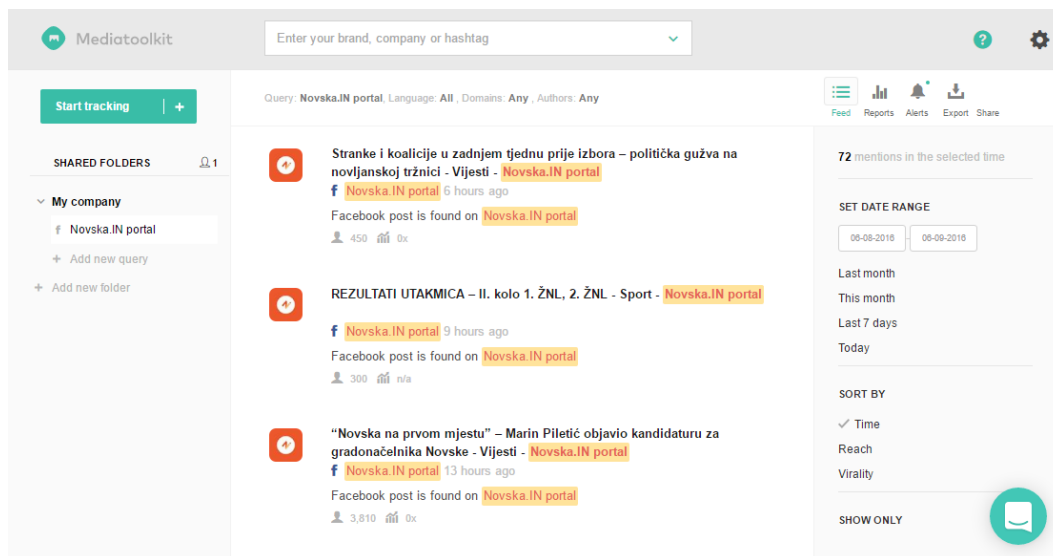 Mediatoolkit
Enter your brand, company or hashtag
?
Start tracking | +
SHARED FOLDERS 1
My company
f Novska.IN portal
+ Add new query
+ Add new folder
Query: Novska.IN portal, Language: All , Domains: Any , Authors: Any
Feed Reports Alerts Export Share
Stranke i koalicije u zadnjem tjednu prije izbora – politička gužva na
novljanskoj tržnici - Vijesti - Novska.IN portal
f Novska.IN portal 6 hours ago
Facebook post is found on Novska.IN portal
450 0x
REZULTATI UTAKMICA – II. kolo 1. ŽNL, 2. ŽNL - Sport - Novska.IN portal
f Novska.IN portal 9 hours ago
Facebook post is found on Novska.IN portal
300 n/a
“Novska na prvom mjestu” – Marin Piletić objavio kandidaturu za
gradonačelnika Novske - Vijesti - Novska.IN portal
f Novska.IN portal 13 hours ago
Facebook post is found on Novska.IN portal
3,810 0x
72 mentions in the selected time
SET DATE RANGE
06-08-2016 - 06-09-2016
Last month
This month
Last 7 days
Today
SORT BY
Time
Reach
Virality
SHOW ONLY